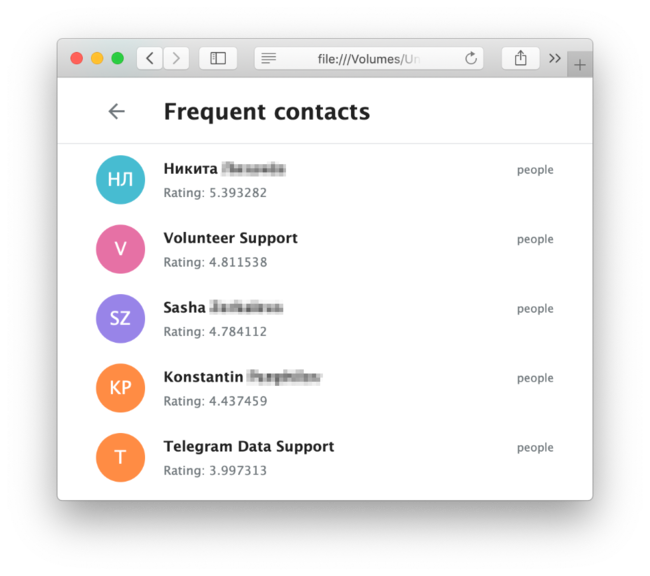 file:///Volumes/Un
Frequent contacts
НЛ
Никита
people
Rating: 5.393282
V
Volunteer Support
people
Rating: 4.811538
SZ
Sasha
people
Rating: 4.784112
KP
Konstantin
people
Rating: 4.437459
T
Telegram Data Support
people
Rating: 3.997313